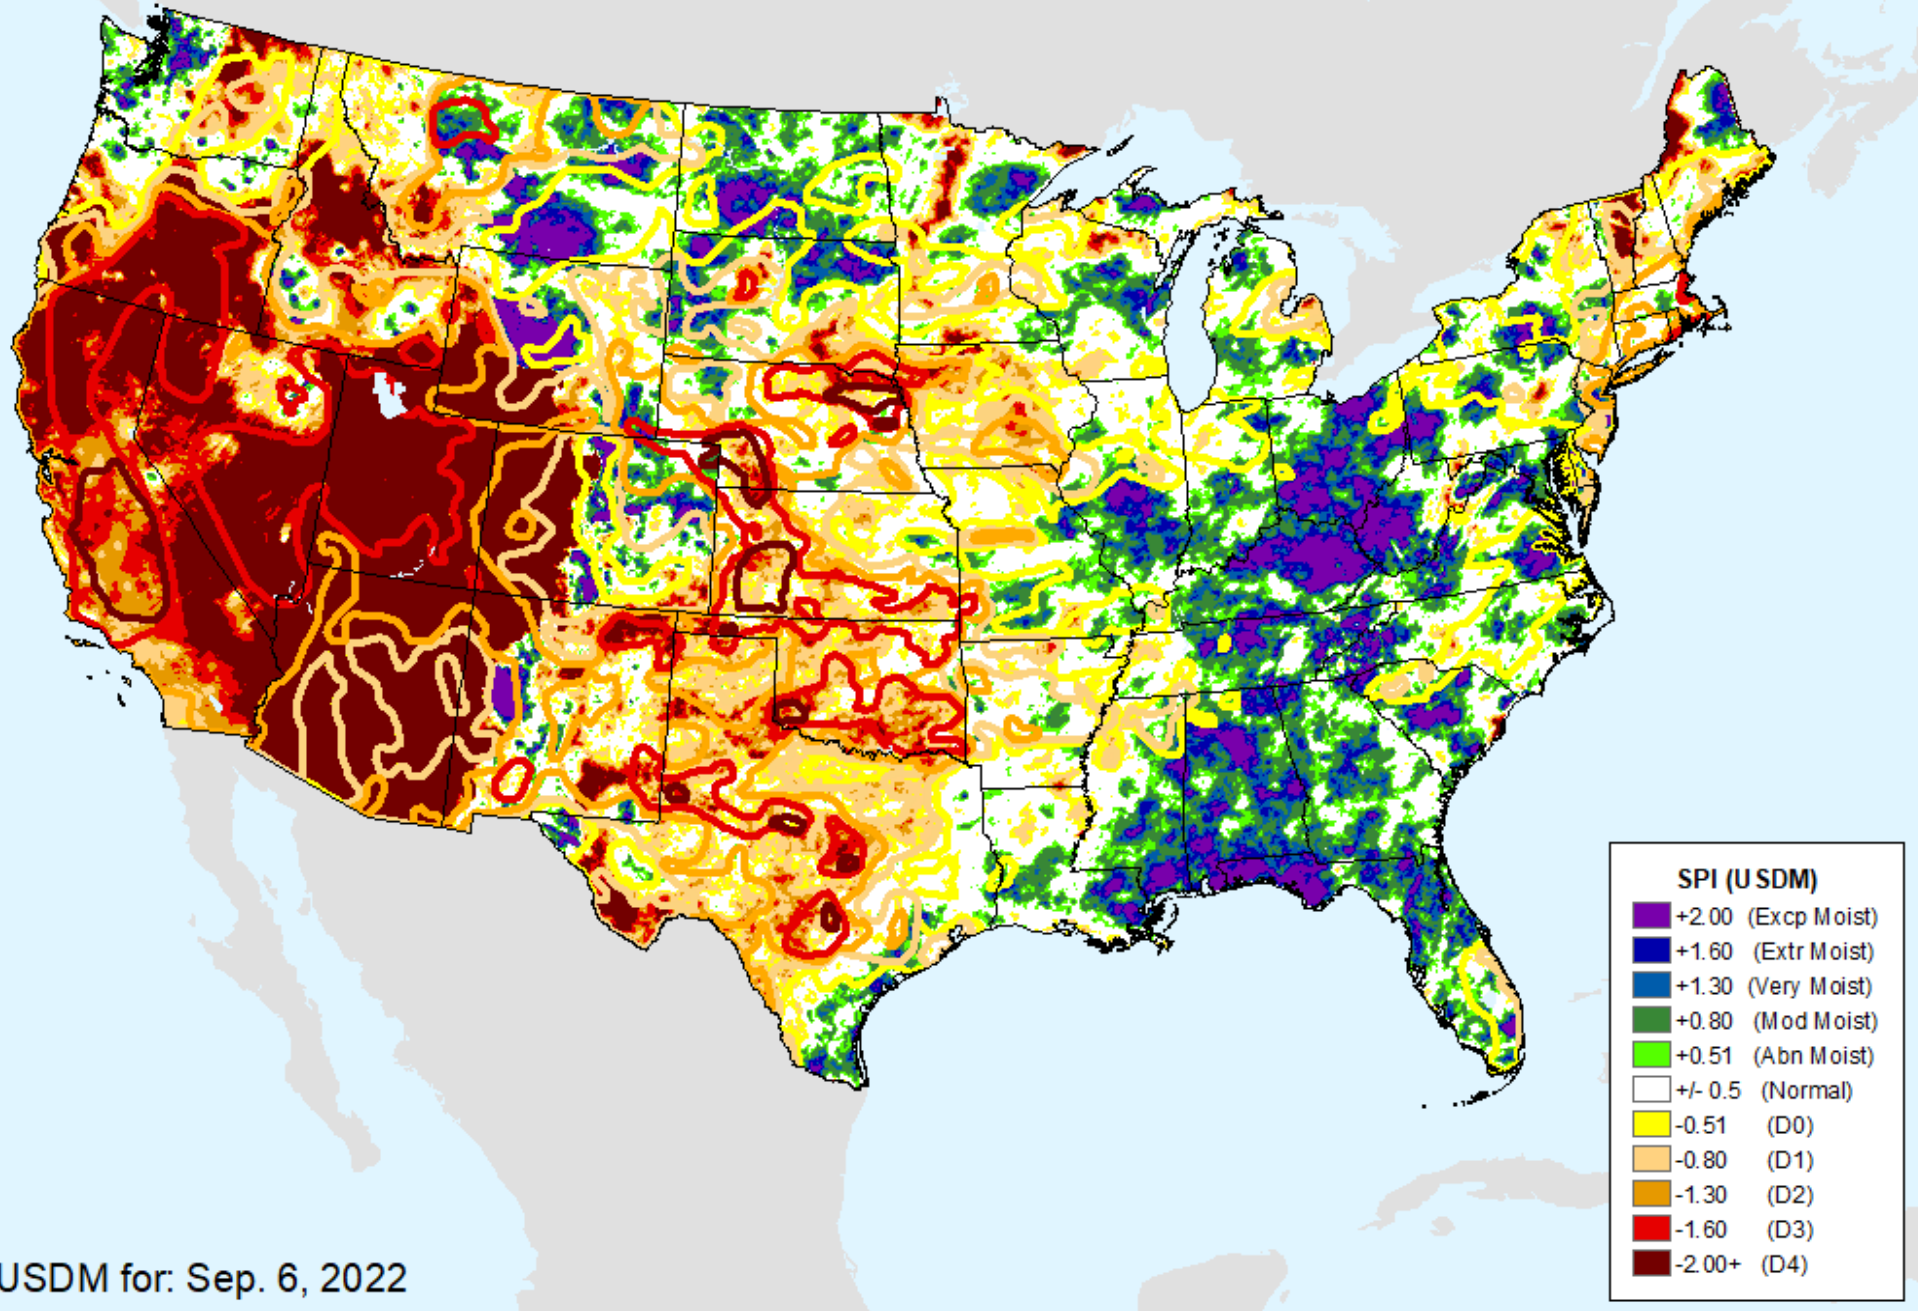 SPI (USDM)
+2.00 (Excp Moist)
+1.60 (Extr Moist)
+1.30 (Very Moist)
+0.80 (Mod Moist)
+0.51 (Abn Moist)
+/- 0.5 (Normal)
-0.51 (D0)
-0.80 (D1)
-1.30 (D2)
-1.60 (D3)
-2.00+ (D4)
USDM for: Sep. 6, 2022